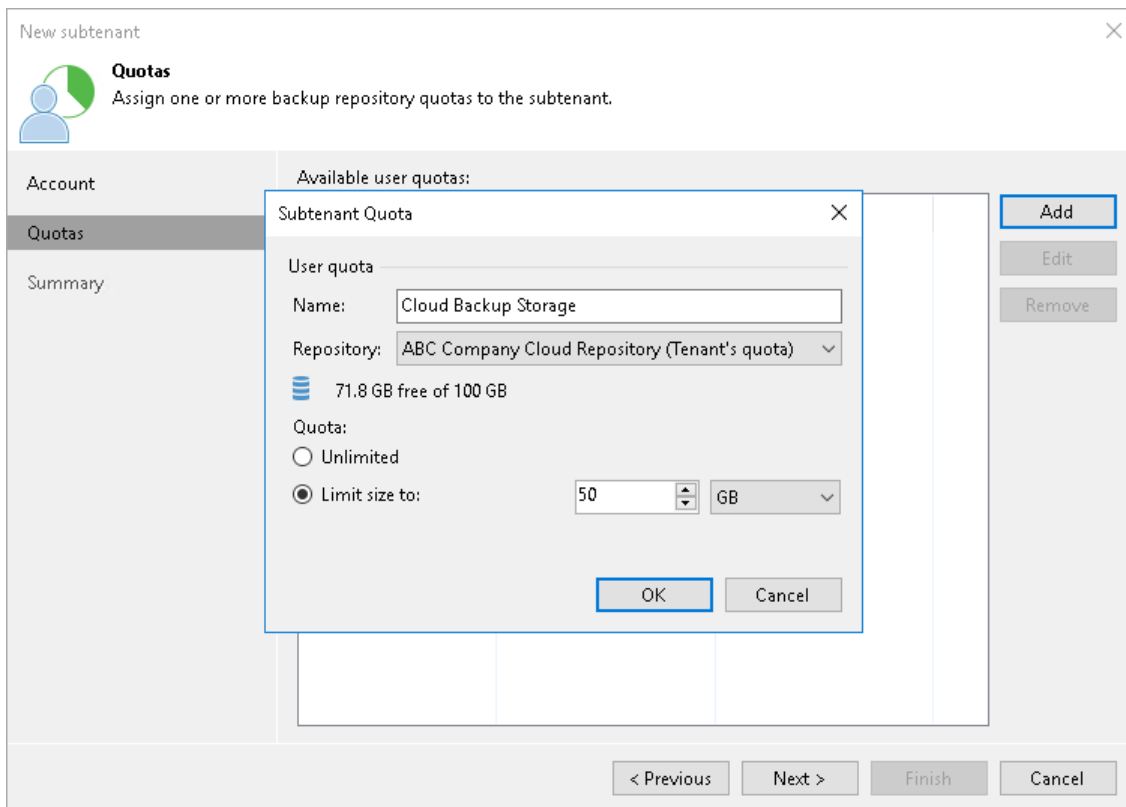 New subtenant
Quotas
Assign one or more backup repository quotas to the subtenant.
Account
Quotas
Summary
Available user quotas:
Add
Edit
Remove
Subtenant Quota
User quota
Name: Cloud Backup Storage
Repository: ABC Company Cloud Repository (Tenant's quota)
71.8 GB free of 100 GB
Quota:
Unlimited
Limit size to: 50 GB
OK Cancel
< Previous Next > Finish Cancel